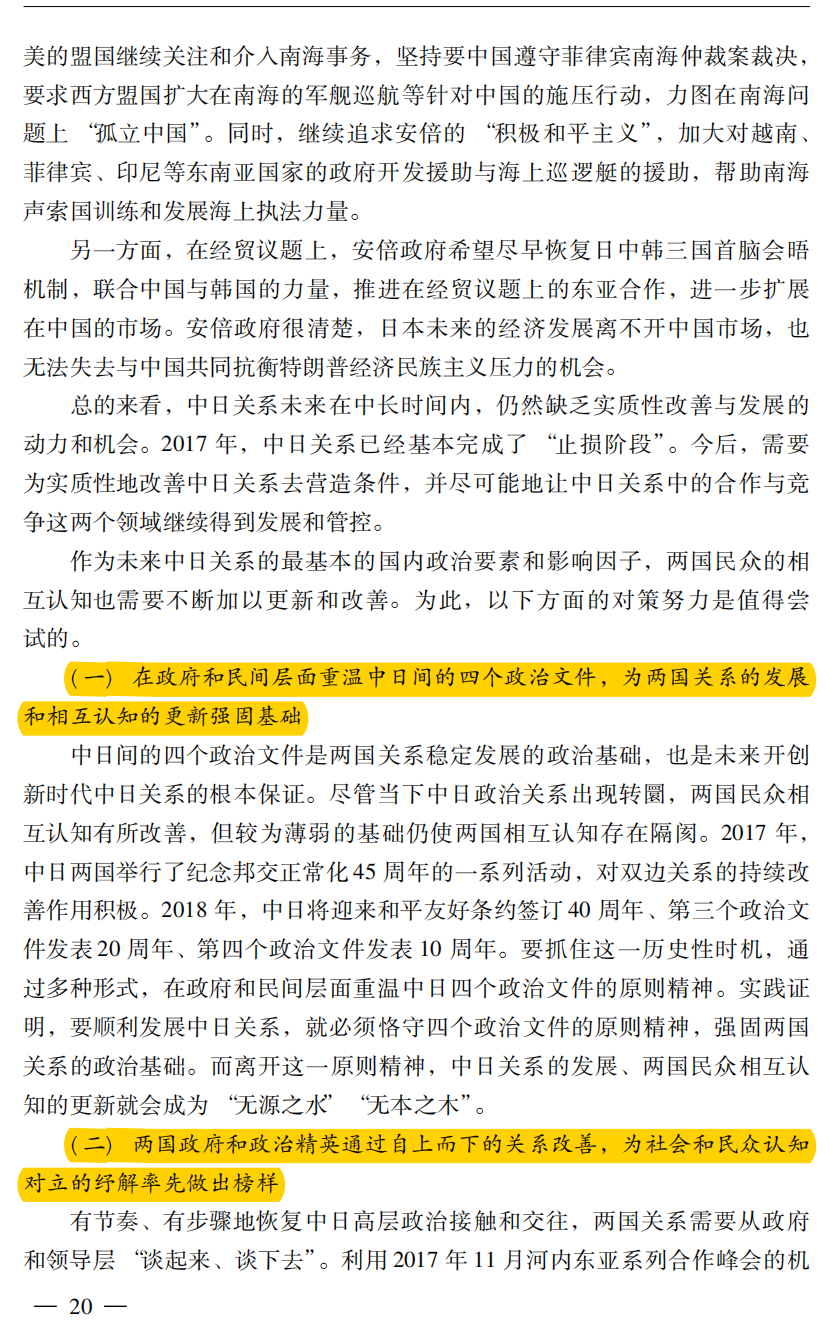 美的盟国继续关注和介入南海事务，坚持要中国遵守菲律宾南海仲裁案裁决，
要求西方盟国扩大在南海的军舰巡航等针对中国的施压行动，力图在南海问
题上“孤立中国”。同时，继续追求安倍的“积极和平主义”，加大对越南、
菲律宾、印尼等东南亚国家的政府开发援助与海上巡逻艇的援助，帮助南海
声索国训练和发展海上执法力量。
另一方面，在经贸议题上，安倍政府希望尽早恢复日中韩三国首脑会晤
机制，联合中国与韩国的力量，推进在经贸议题上的东亚合作，进一步扩展
在中国的市场。安倍政府很清楚，日本未来的经济发展离不开中国市场，也
无法失去与中国共同抗衡特朗普经济民族主义压力的机会。
总的来看，中日关系未来在中长时间内，仍然缺乏实质性改善与发展的
动力和机会。2017 年，中日关系已经基本完成了“止损阶段”。今后，需要
为实质性地改善中日关系去营造条件，并尽可能地让中日关系中的合作与竞
争这两个领域继续得到发展和管控。
作为未来中日关系的最基本的国内政治要素和影响因子，两国民众的相
互认知也需要不断加以更新和改善。为此，以下方面的对策努力是值得尝
试的。
(一) 在政府和民间层面重温中日间的四个政治文件，为两国关系的发展
和相互认知的更新强固基础
中日间的四个政治文件是两国关系稳定发展的政治基础，也是未来开创
新时代中日关系的根本保证。尽管当下中日政治关系出现转圜，两国民众相
互认知有所改善，但较为薄弱的基础仍使两国相互认知存在隔阂。2017 年，
中日两国举行了纪念邦交正常化 45 周年的一系列活动，对双边关系的持续改
善作用积极。2018 年，中日将迎来和平友好条约签订 40 周年、第三个政治文
件发表 20 周年、第四个政治文件发表 10 周年。要抓住这一历史性时机，通
过多种形式，在政府和民间层面重温中日四个政治文件的原则精神。实践证
明，要顺利发展中日关系，就必须恪守四个政治文件的原则精神，强固两国
关系的政治基础。而离开这一原则精神，中日关系的发展、两国民众相互认
知的更新就会成为“无源之水”“无本之木”。
(二) 两国政府和政治精英通过自上而下的关系改善，为社会和民众认知
对立的纾解率先做出榜样
有节奏、有步骤地恢复中日高层政治接触和交往，两国关系需要从政府
和领导层“谈起来、谈下去”。利用 2017 年 11 月河内东亚系列合作峰会的机
— 20 —